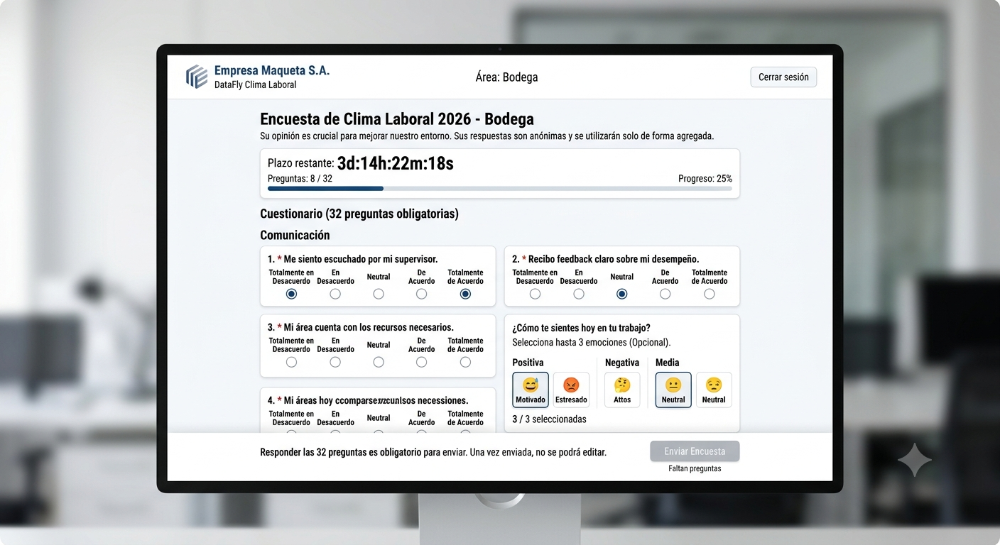 Empresa Maqueta S.A.
DataFly Clima Laboral
Área: Bodega
Cerrar sesión
Encuesta de Clima Laboral 2026 - Bodega
Su opinión es crucial para mejorar nuestro entorno. Sus respuestas son anónimas y se utilizarán solo de forma agregada.
Plazo restante: 3d:14h:22m:18s
Preguntas: 8 / 32
Progreso: 25%
Cuestionario (32 preguntas obligatorias)
Comunicación
1. * Me siento escuchado por mi supervisor.
Totalmente en Desacuerdo
En Desacuerdo
Neutral
De Acuerdo
Totalmente de Acuerdo
2. * Recibo feedback claro sobre mi desempeño.
Totalmente en Desacuerdo
En Desacuerdo
Neutral
De Acuerdo
Totalmente de Acuerdo
3. * Mi área cuenta con los recursos necesarios.
Totalmente en Desacuerdo
En Desacuerdo
Neutral
De Acuerdo
Totalmente de Acuerdo
¿Cómo te sientes hoy en tu trabajo?
Selecciona hasta 3 emociones (Opcional).
Positiva
Negativa
Media
Motivado
Estresado
Attos
Neutral
Neutral
3 / 3 seleccionadas
4. * Mi áreas hoy necessiones.
Totalmente en Desacuerdo
En Desacuerdo
Neutral
De Acuerdo
Totalmente de Acuerdo
Responder las 32 preguntas es obligatorio para enviar. Una vez enviada, no se podrá editar.
Enviar Encuesta
Faltan preguntas